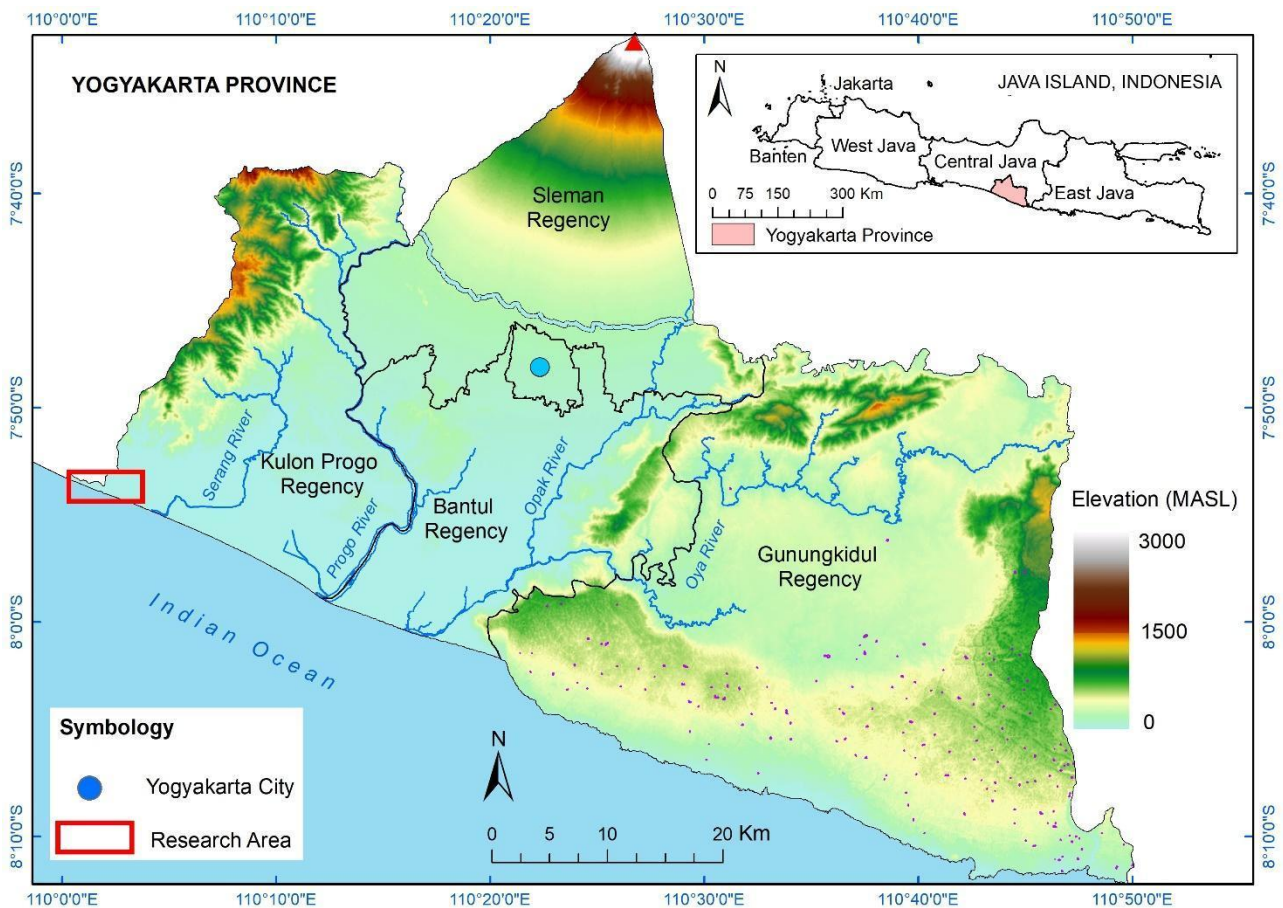 110°0'0"E 110°10'0"E 110°20'0"E 110°30'0"E 110°40'0"E 110°50'0"E
YOGYAKARTA PROVINCE
N
Jakarta
JAVA ISLAND, INDONESIA
Banten
West Java
Central Java
East Java
0 75 150 300 Km
Yogyakarta Province
7°40'0"S
7°40'0"S
Sleman
Regency
7°50'0"S
7°50'0"S
Serang River
Kulon Progo
Regency
Progo River
Bantul
Regency
Opak River
Oya River
Gunungkidul
Regency
Elevation (MASL)
3000
1500
0
8°0'0"S
8°0'0"S
Indian Ocean
Symbology
Yogyakarta City
Research Area
N
0 5 10 20 Km
8°10'0"S
8°10'0"S
110°0'0"E 110°10'0"E 110°20'0"E 110°30'0"E 110°40'0"E 110°50'0"E